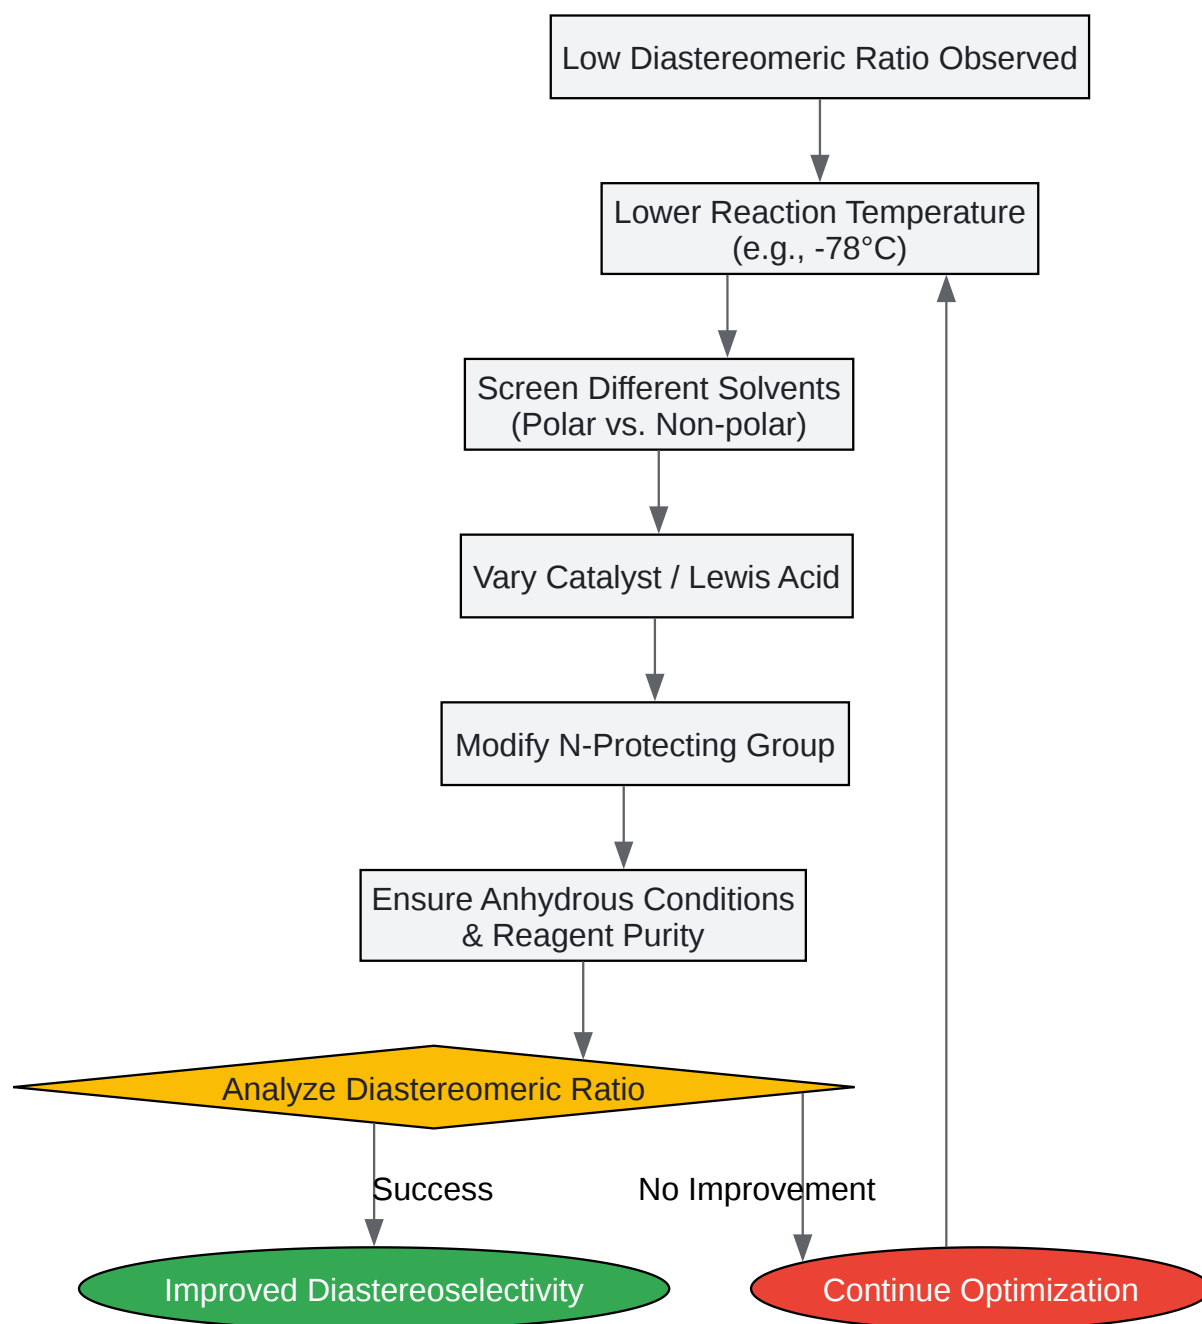 Low Diastereomeric Ratio Observed
Lower Reaction Temperature
(e.g., -78°C)
Screen Different Solvents
(Polar vs. Non-polar)
Vary Catalyst / Lewis Acid
Modify N-Protecting Group
Ensure Anhydrous Conditions
& Reagent Purity
Analyze Diastereomeric Ratio
Success
No Improvement
Improved Diastereoselectivity
Continue Optimization